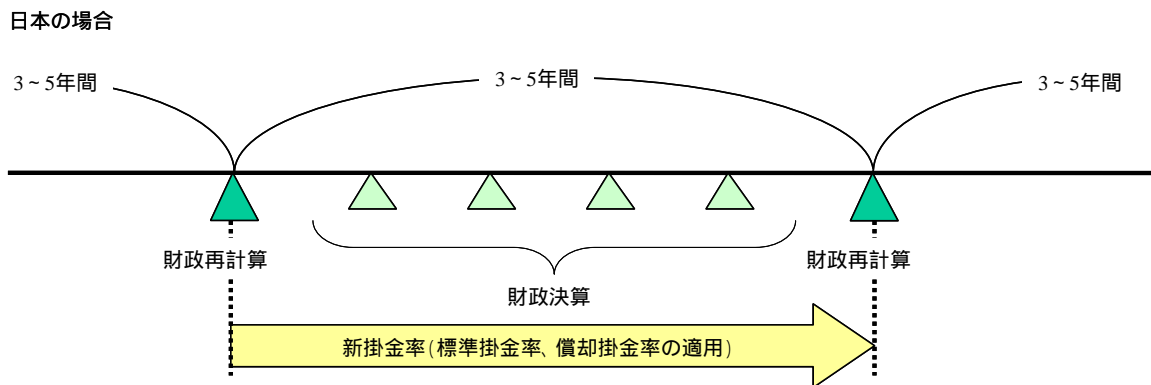 日本の場合
3~5年間
3~5年間
3~5年間
財政再計算
財政再計算
財政決算
新掛金率(標準掛金率、償却掛金率の適用)